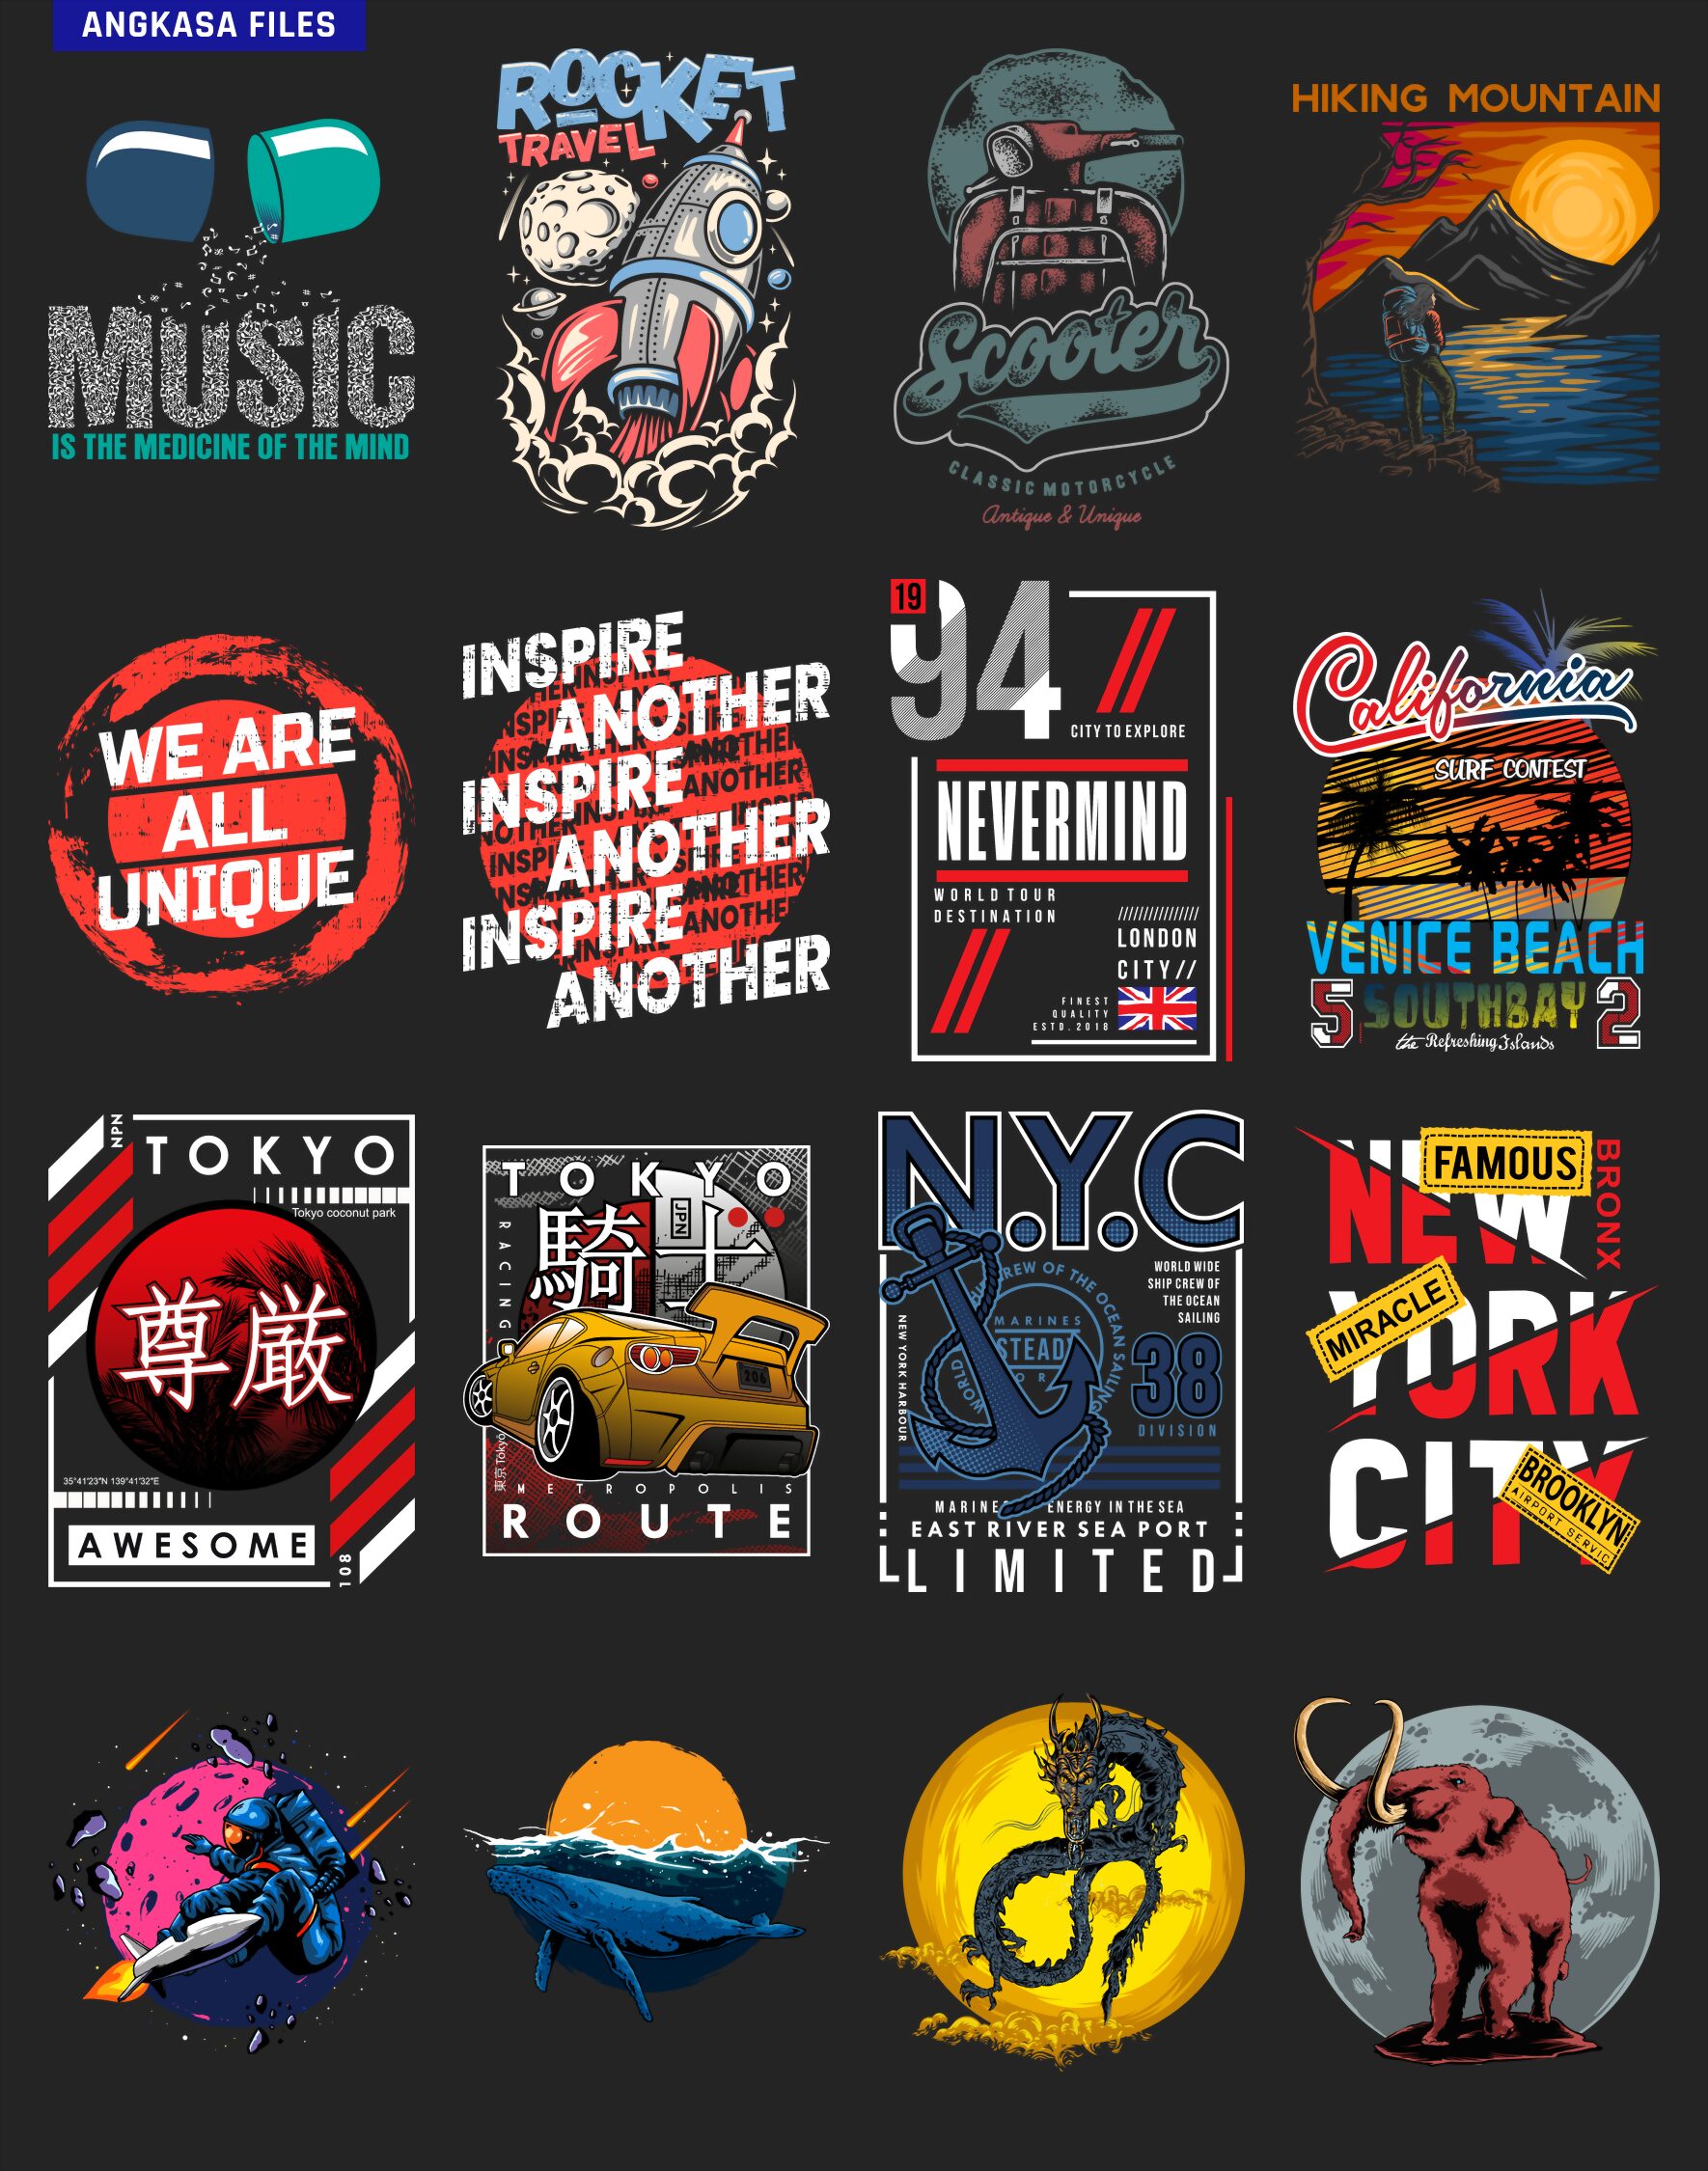 ANGKASA FILES
MUSIC
IS THE MEDICINE OF THE MIND
ROCKET
TRAVEL
Scooter
CLASSIC MOTORCYCLE
Antique & Unique
HIKING MOUNTAIN
WE ARE
ALL
UNIQUE
INSPIRE
ANOTHER
INSPIRE
ANOTHER
INSPIRE
ANOTHER
19
94
CITY TO EXPLORE
NEVERMIND
WORLD TOUR
DESTINATION
LONDON
CITY//
FINEST
QUALITY
ESTD. 2018
California
SURF CONTEST
VENICE BEACH
5 SOUTHBAY 2
the Refreshing Islands
NPN
TOKYO
Tokyo coconut park
尊厳
35°41'23"N 139°41'32"E
AWESOME
108
TOKYO
JPN
騎士
RACING
206
東京 Tokyo
METROPOLIS
ROUTE
N.Y.C
WORLD WIDE
SHIP CREW OF
THE OCEAN
SAILING
CREW OF THE OCEAN SAILING
WORLD
MARINES
STEADY
NEW YORK HARBOUR
38
DIVISION
MARINE ENERGY IN THE SEA
EAST RIVER SEA PORT
LIMITED
FAMOUS
NEW
BRONX
MIRACLE
YORK
CITY
BROOKLYN
AIRPORT SERVIC